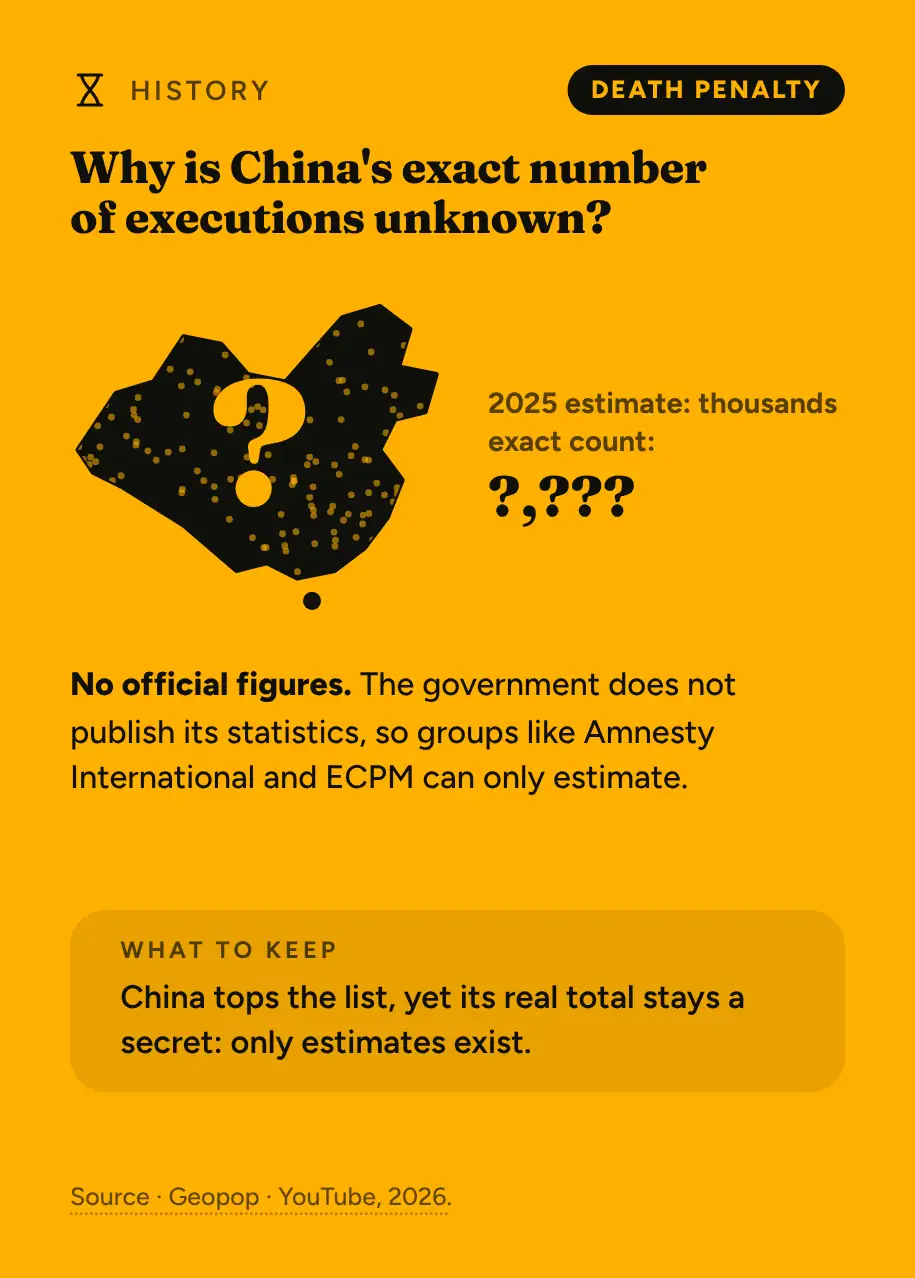 HISTORY
DEATH PENALTY
Why is China's exact number
of executions unknown?
?
2025 estimate: thousands
exact count:
?,???
No official figures. The government does not
publish its statistics, so groups like Amnesty
International and ECPM can only estimate.
WHAT TO KEEP
China tops the list, yet its real total stays a
secret: only estimates exist.
Source · Geopop · YouTube, 2026.